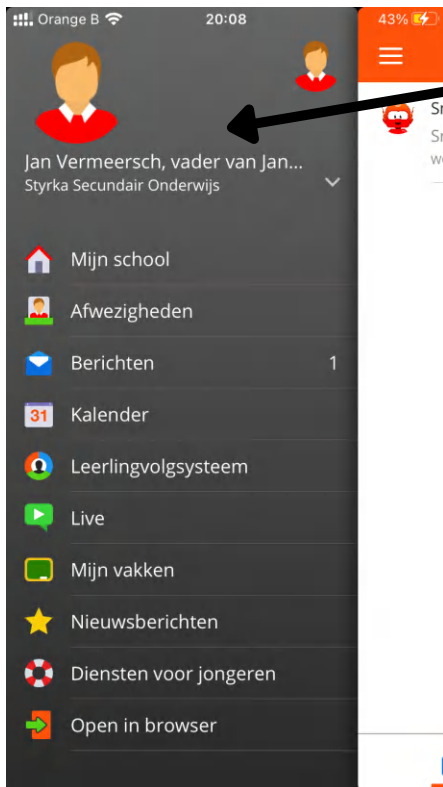 Orange B 20:08 43%
Jan Vermeersch, vader van Jan...
Styrka Secundair Onderwijs
Mijn school
Afwezigheden
Berichten 1
31 Kalender
Leerlingvolgsysteem
Live
Mijn vakken
Nieuwsberichten
Diensten voor jongeren
Open in browser